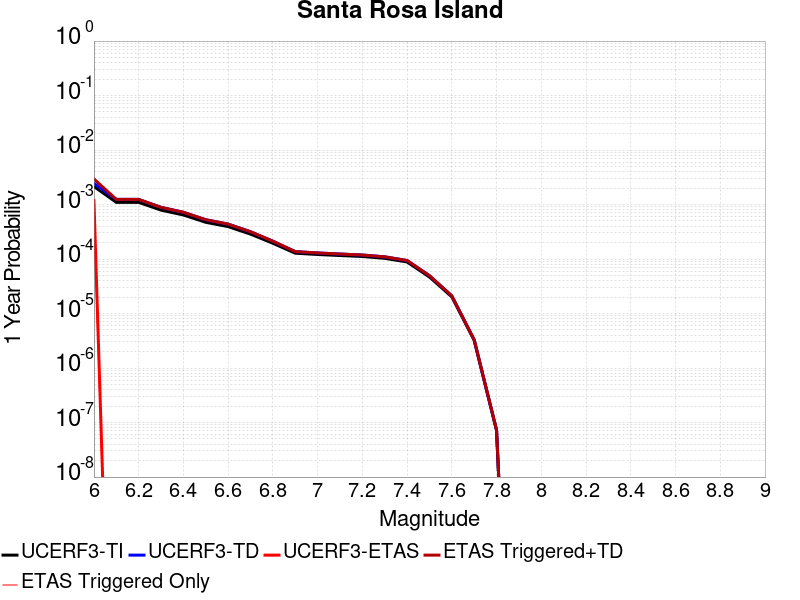 Santa Rosa Island
10^0
10^-1
10^-2
10^-3
10^-4
10^-5
10^-6
10^-7
10^-8
1 Year Probability
6 6.2 6.4 6.6 6.8 7 7.2 7.4 7.6 7.8 8 8.2 8.4 8.6 8.8 9
Magnitude
UCERF3-TI UCERF3-TD UCERF3-ETAS ETAS Triggered+TD
ETAS Triggered Only